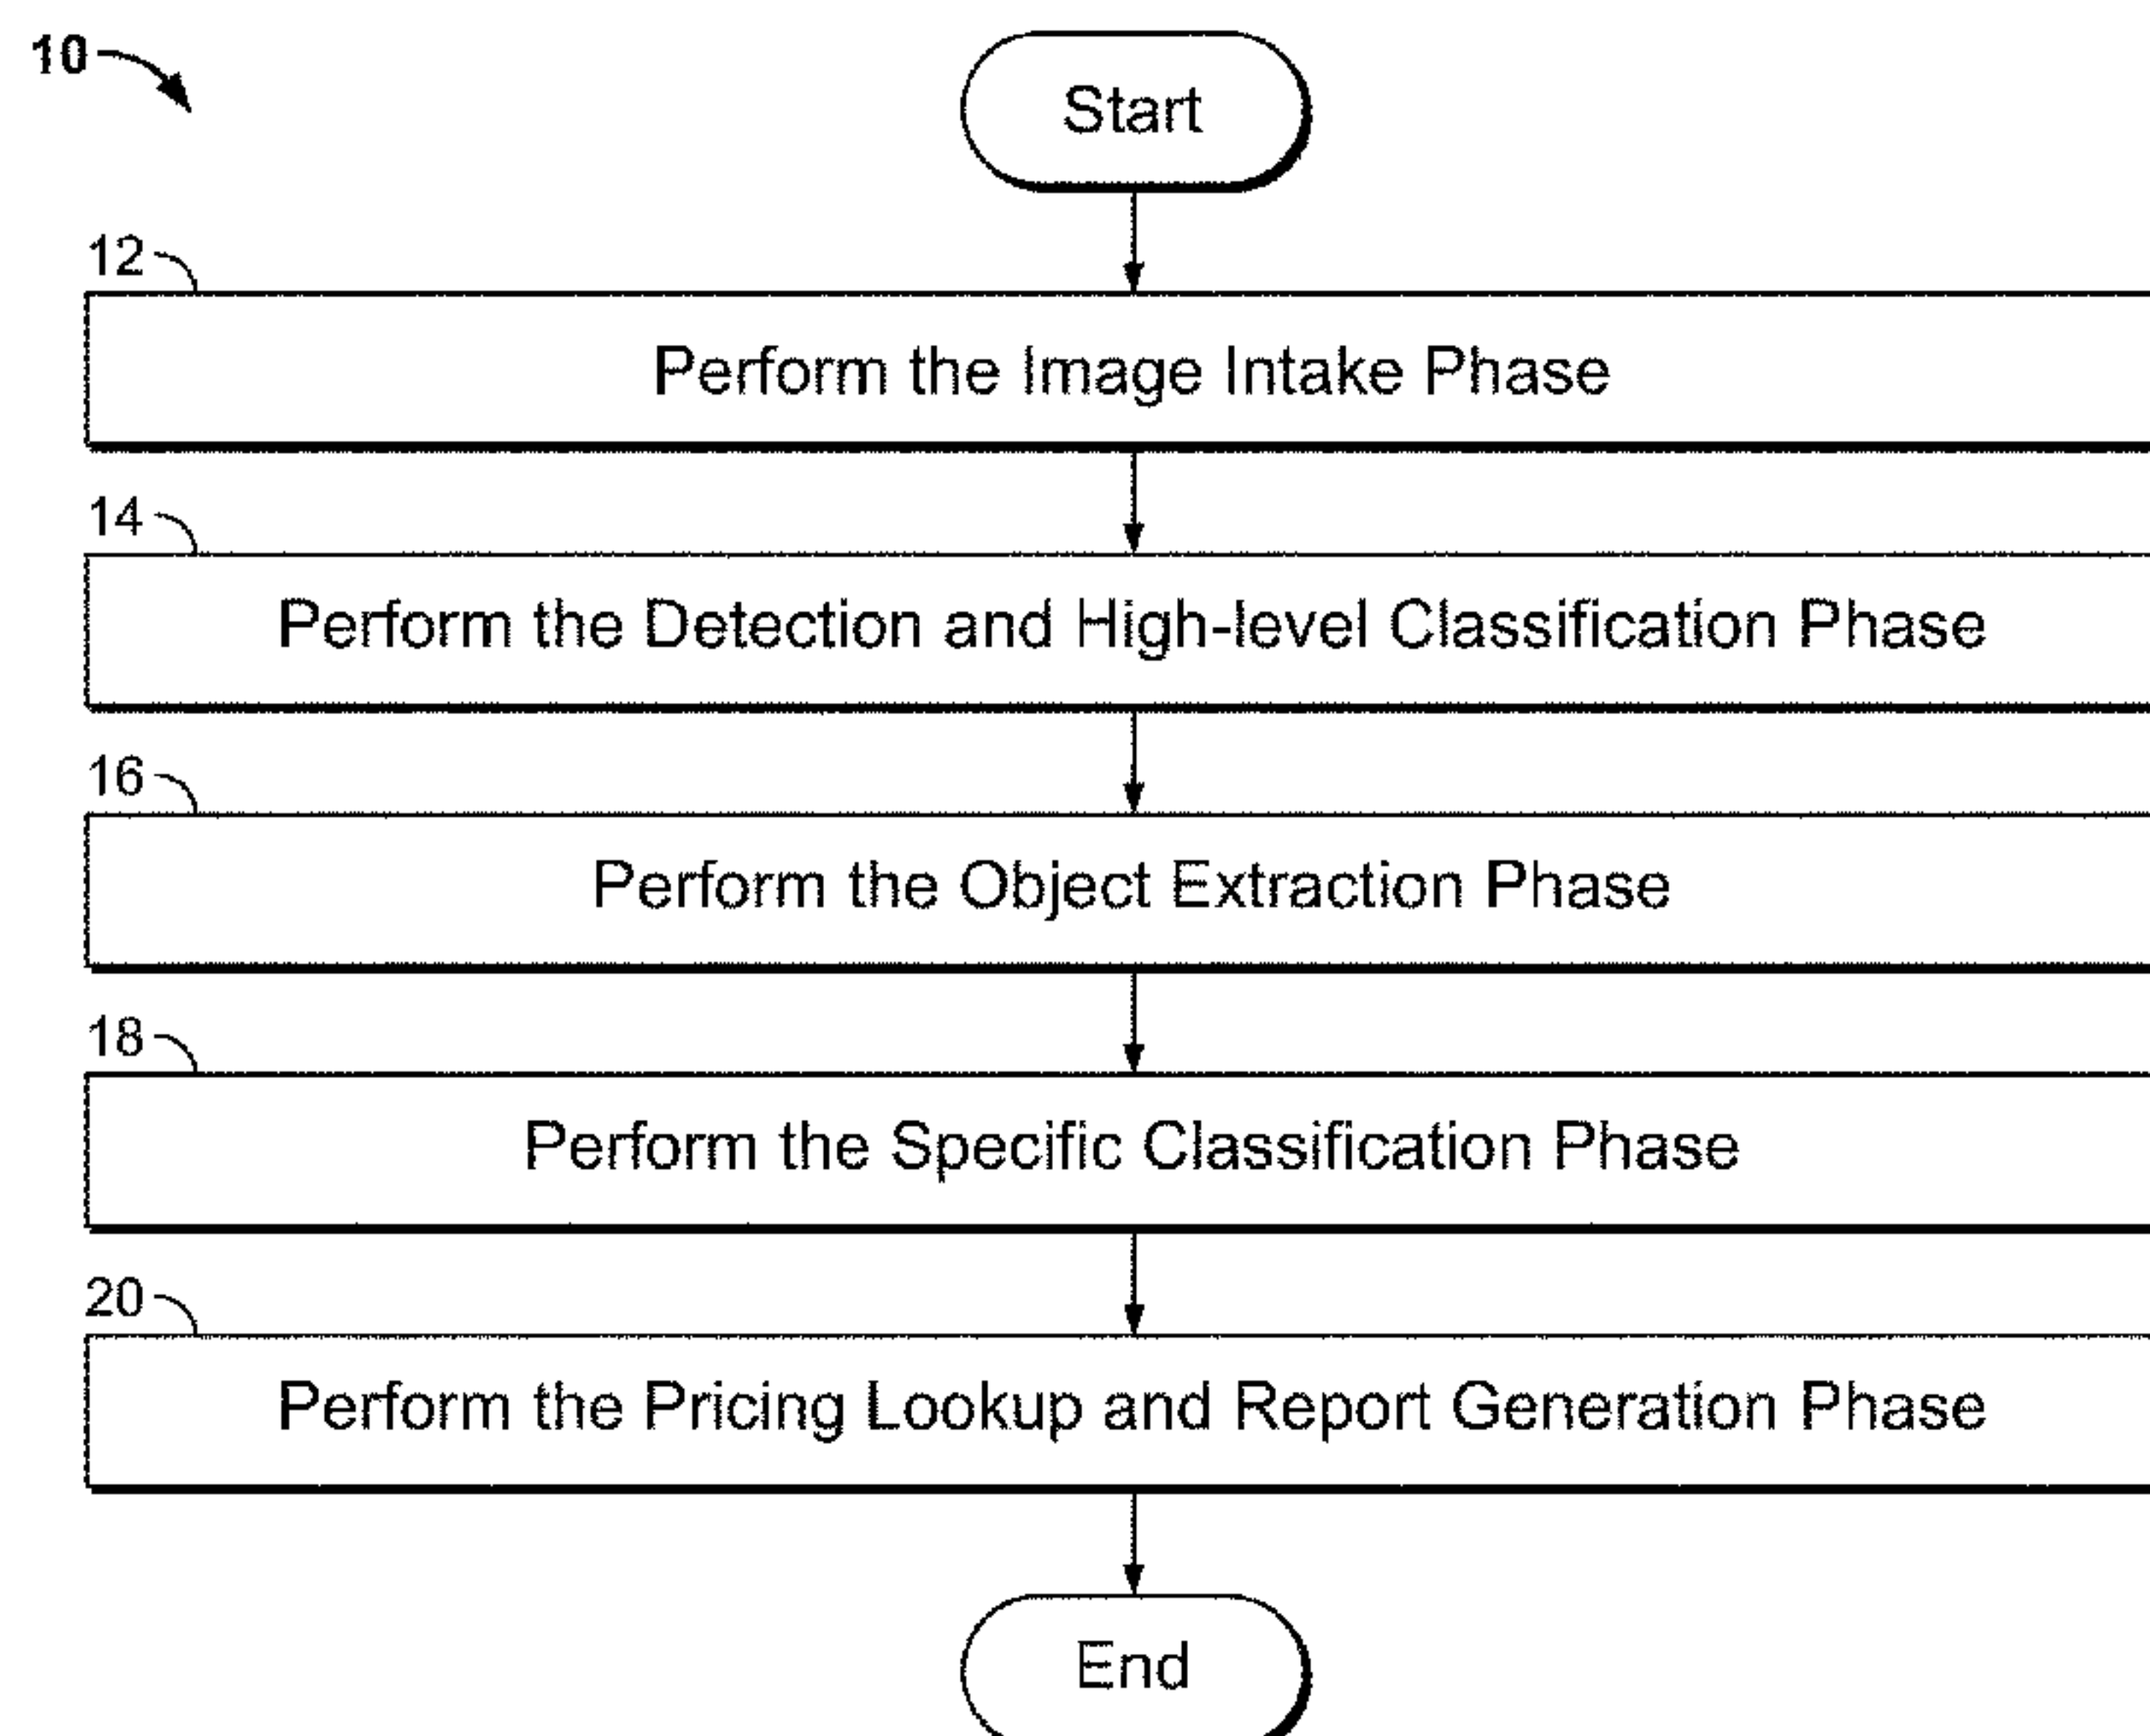 10
Start
12
Perform the Image Intake Phase
14
Perform the Detection and High-level Classification Phase
16
Perform the Object Extraction Phase
18
Perform the Specific Classification Phase
20
Perform the Pricing Lookup and Report Generation Phase
End